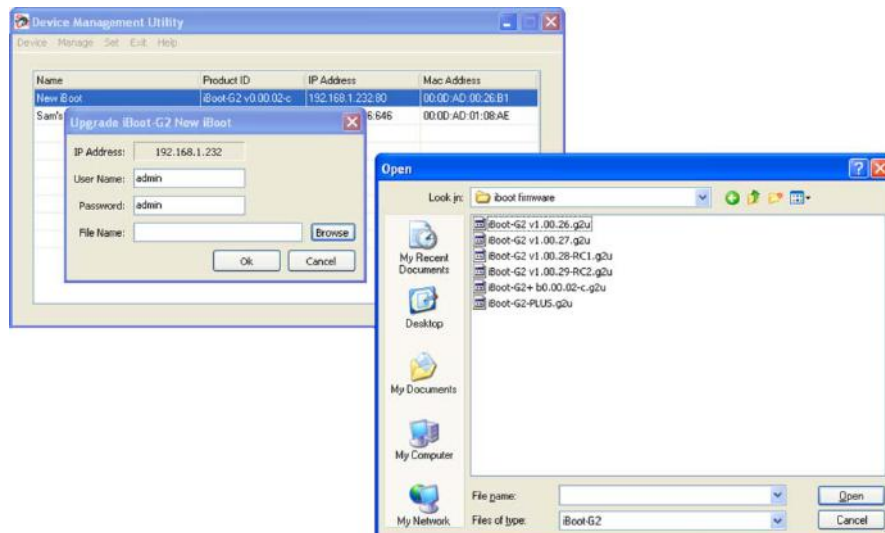 Device Management Utility
Device Manage Set Exit Help
Name Product ID IP Address Mac Address
New iBoot iBoot-G2 v0.00.02-c 192.168.1.232:80 00:0D:AD:00:26:B1
Sam's 6:646 00:0D:AD:01:08:AE
Upgrade iBoot-G2 New iBoot
IP Address: 192.168.1.232
User Name: admin
Password: admin
File Name: Browse
Ok Cancel
Open
Look in: iboot firmware
My Recent Documents
Desktop
My Documents
My Computer
My Network
iBoot-G2 v1.00.26.g2u
iBoot-G2 v1.00.27.g2u
iBoot-G2 v1.00.28-RC1.g2u
iBoot-G2 v1.00.29-RC2.g2u
iBoot-G2+ b0.00.02-c.g2u
iBoot-G2-PLUS.g2u
File name: Open
Files of type: iBoot-G2 Cancel